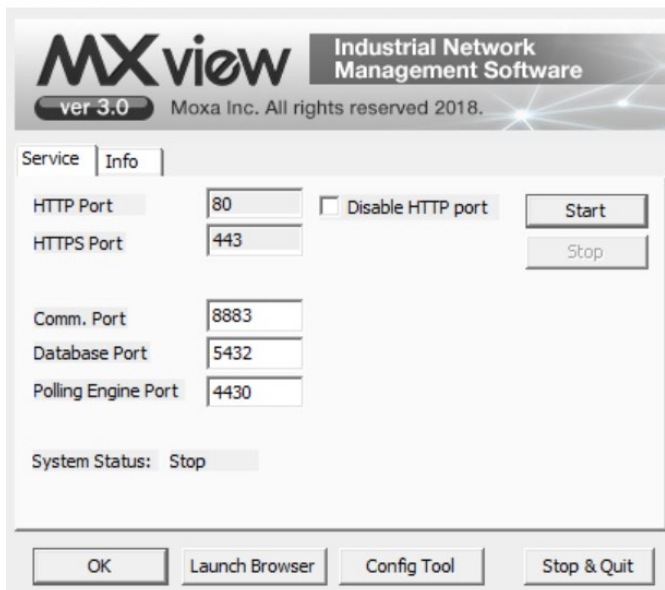 MXview Industrial Network
Management Software
ver 3.0 Moxa Inc. All rights reserved 2018.
Service Info
HTTP Port 80 Disable HTTP port Start
HTTPS Port 443 Stop
Comm. Port 8883
Database Port 5432
Polling Engine Port 4430
System Status: Stop
OK Launch Browser Config Tool Stop & Quit